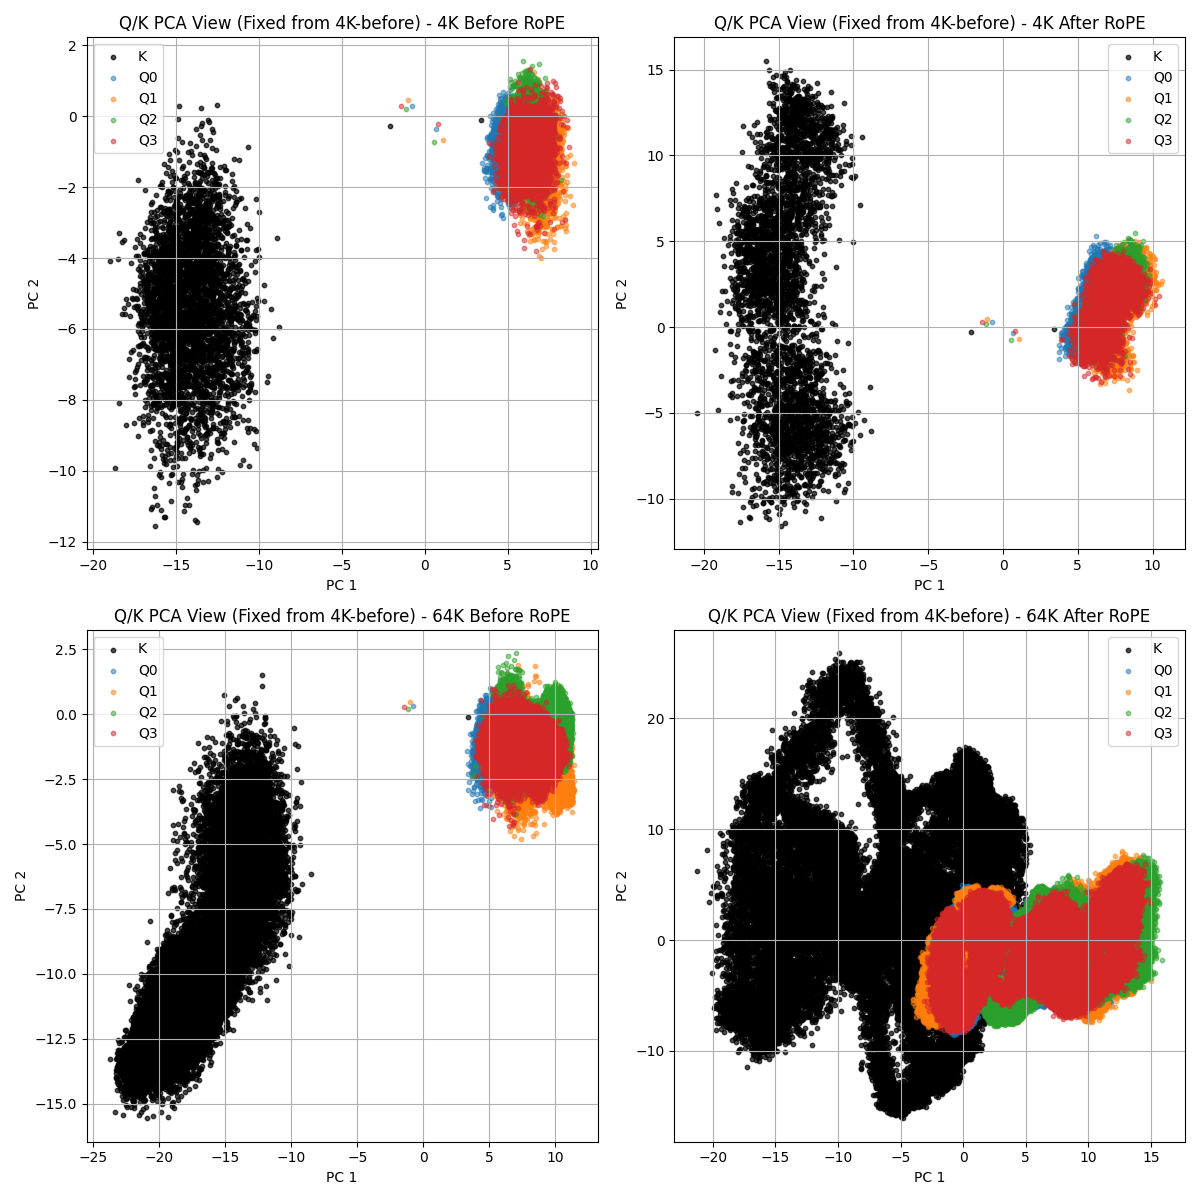 Q/K PCA View (Fixed from 4K-before) - 4K Before RoPE
K
Q0
Q1
Q2
Q3
2
0
−2
−4
−6
−8
−10
−12
PC 2
−20
−15
−10
−5
0
5
10
PC 1
Q/K PCA View (Fixed from 4K-before) - 4K After RoPE
K
Q0
Q1
Q2
Q3
15
10
5
0
−5
−10
PC 2
−20
−15
−10
−5
0
5
10
PC 1
Q/K PCA View (Fixed from 4K-before) - 64K Before RoPE
K
Q0
Q1
Q2
Q3
2.5
0.0
−2.5
−5.0
−7.5
−10.0
−12.5
−15.0
PC 2
−25
−20
−15
−10
−5
0
5
10
PC 1
Q/K PCA View (Fixed from 4K-before) - 64K After RoPE
K
Q0
Q1
Q2
Q3
20
10
0
−10
PC 2
−20
−15
−10
−5
0
5
10
15
PC 1